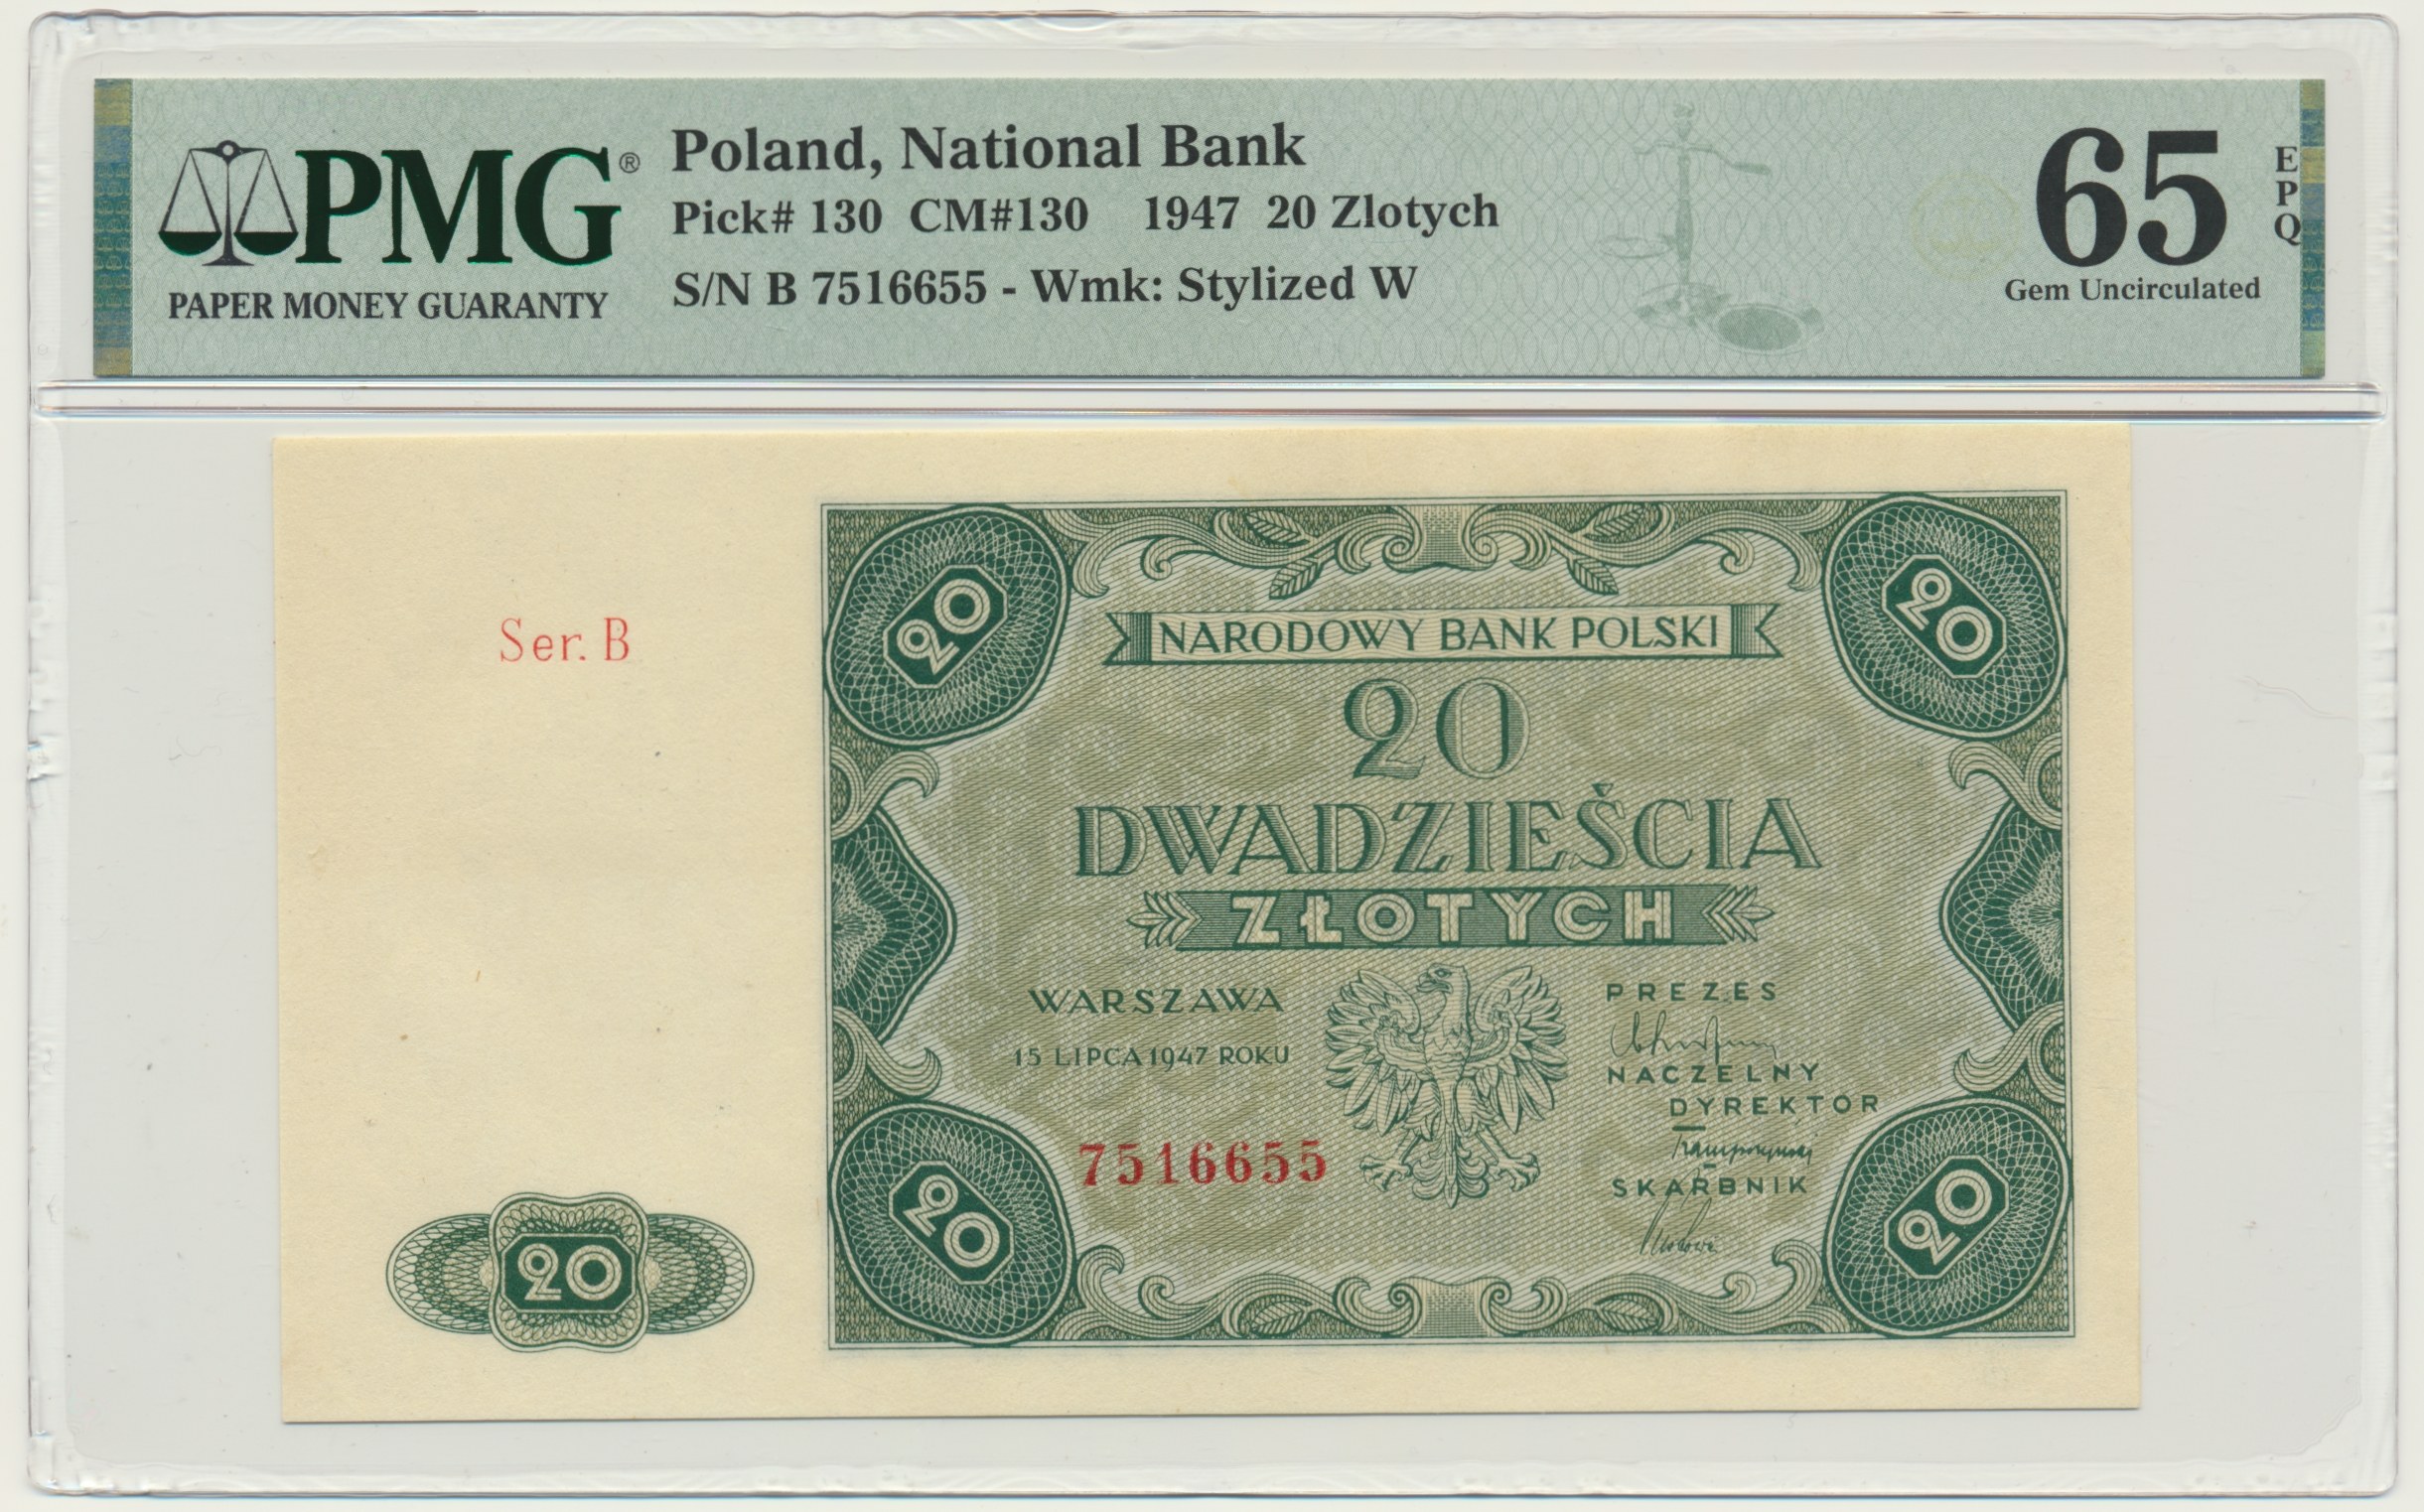 PMG®
PAPER MONEY GUARANTY
Poland, National Bank
Pick# 130 CM#130 1947 20 Zlotych
S/N B 7516655 - Wmk: Stylized W
65
EPQ
Gem Uncirculated
Ser. B
20
20
NARODOWY BANK POLSKI
20
DWADZIEŚCIA
ZŁOTYCH
WARSZAWA
15 LIPCA 1947 ROKU
PREZES
NACZELNY
DYREKTOR
SKARBNIK
7516655
20
20
20